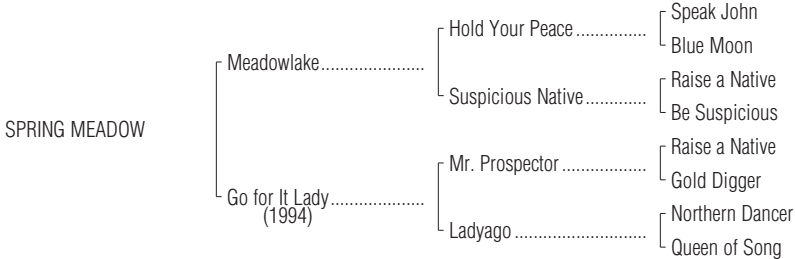 Speak John
Hold Your Peace ...............
Blue Moon
Meadowlake......................
Raise a Native
Suspicious Native.............
Be Suspicious
SPRING MEADOW
Raise a Native
Mr. Prospector ..................
Gold Digger
Go for It Lady....................
(1994)
Northern Dancer
Ladyago ............................
Queen of Song